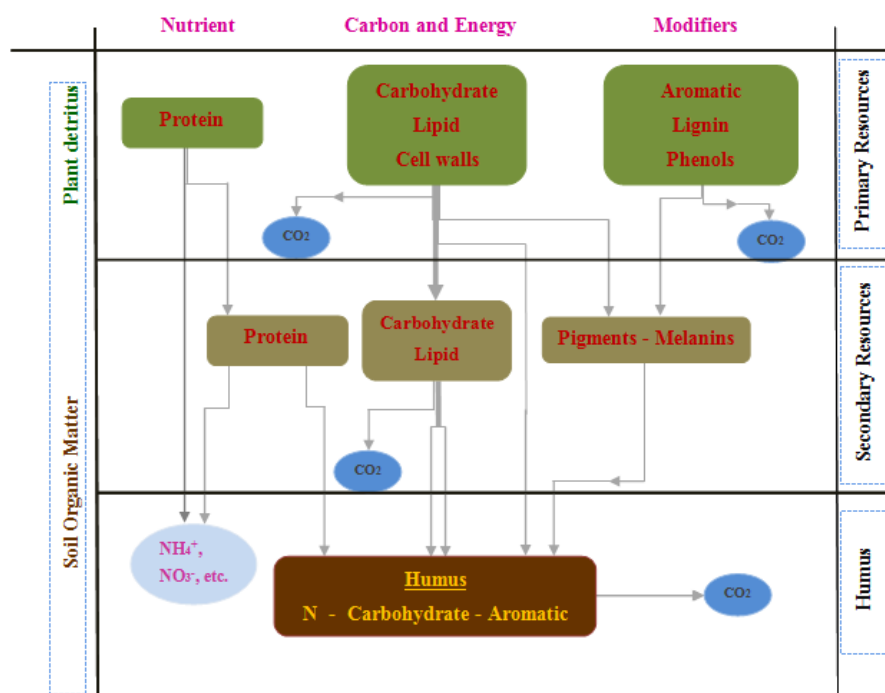 Nutrient
Carbon and Energy
Modifiers
Plant detritus
Protein
Carbohydrate
Lipid
Cell walls
Aromatic
Lignin
Phenols
Primary Resources
CO2
CO2
Protein
Carbohydrate
Lipid
Pigments - Melanins
Secondary Resources
CO2
Soil Organic Matter
NH4+,
NO3-, etc.
Humus
N - Carbohydrate - Aromatic
CO2
Humus